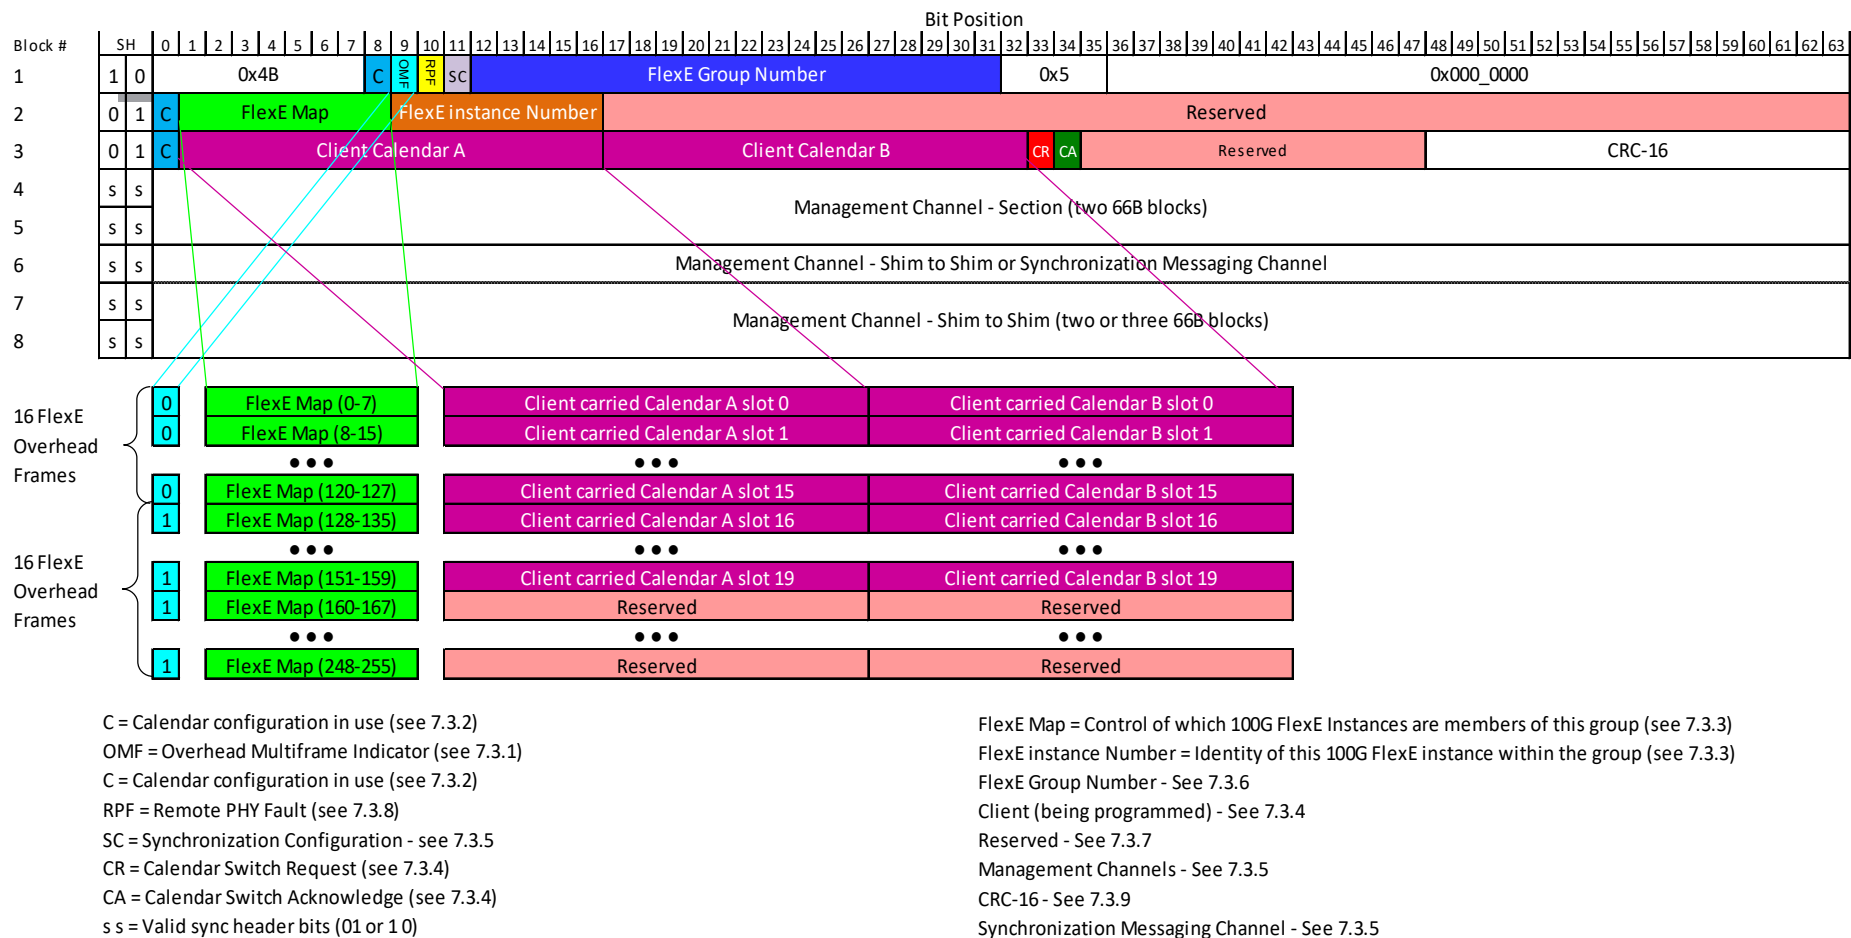 Bit Position
Block # SH 0 1 2 3 4 5 6 7 8 9 10 11 12 13 14 15 16 17 18 19 20 21 22 23 24 25 26 27 28 29 30 31 32 33 34 35 36 37 38 39 40 41 42 43 44 45 46 47 48 49 50 51 52 53 54 55 56 57 58 59 60 61 62 63
1 1 0 0x4B C OMF RPF SC FlexE Group Number 0x5 0x000_0000
2 0 1 C FlexE Map FlexE instance Number Reserved
3 0 1 C Client Calendar A Client Calendar B CR CA Reserved CRC-16
4 s s
Management Channel - Section (two 66B blocks)
5 s s
6 s s Management Channel - Shim to Shim or Synchronization Messaging Channel
7 s s
Management Channel - Shim to Shim (two or three 66B blocks)
8 s s
16 FlexE
Overhead
Frames
0 FlexE Map (0-7) Client carried Calendar A slot 0 Client carried Calendar B slot 0
0 FlexE Map (8-15) Client carried Calendar A slot 1 Client carried Calendar B slot 1
••• ••• •••
0 FlexE Map (120-127) Client carried Calendar A slot 15 Client carried Calendar B slot 15
1 FlexE Map (128-135) Client carried Calendar A slot 16 Client carried Calendar B slot 16
••• ••• •••
16 FlexE
Overhead
Frames
1 FlexE Map (151-159) Client carried Calendar A slot 19 Client carried Calendar B slot 19
1 FlexE Map (160-167) Reserved Reserved
••• ••• •••
1 FlexE Map (248-255) Reserved Reserved
C = Calendar configuration in use (see 7.3.2)
OMF = Overhead Multiframe Indicator (see 7.3.1)
C = Calendar configuration in use (see 7.3.2)
RPF = Remote PHY Fault (see 7.3.8)
SC = Synchronization Configuration - see 7.3.5
CR = Calendar Switch Request (see 7.3.4)
CA = Calendar Switch Acknowledge (see 7.3.4)
s s = Valid sync header bits (01 or 1 0)
FlexE Map = Control of which 100G FlexE Instances are members of this group (see 7.3.3)
FlexE instance Number = Identity of this 100G FlexE instance within the group (see 7.3.3)
FlexE Group Number - See 7.3.6
Client (being programmed) - See 7.3.4
Reserved - See 7.3.7
Management Channels - See 7.3.5
CRC-16 - See 7.3.9
Synchronization Messaging Channel - See 7.3.5